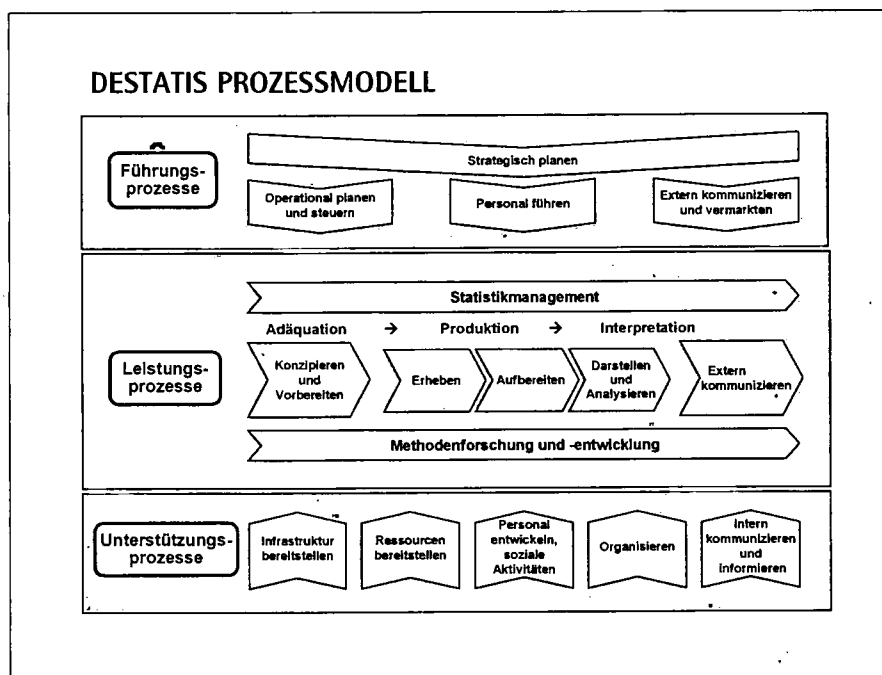 DESTATIS PROZESSMODELL
Führungs-
prozesse
Strategisch planen
Operational planen
und steuern
Personal führen
Extern kommunizieren
und vermarkten
Leistungs-
prozesse
Statistikmanagement
Adäquation → Produktion → Interpretation
Konzipieren
und
Vorbereiten
Erheben
Aufbereiten
Darstellen
und
Analysieren
Extern
kommunizieren
Methodenforschung und -entwicklung
Unterstützungs-
prozesse
Infrastruktur
bereitstellen
Ressourcen
bereitstellen
Personal
entwickeln,
soziale
Aktivitäten
Organisieren
Intern
kommunizieren
und
informieren